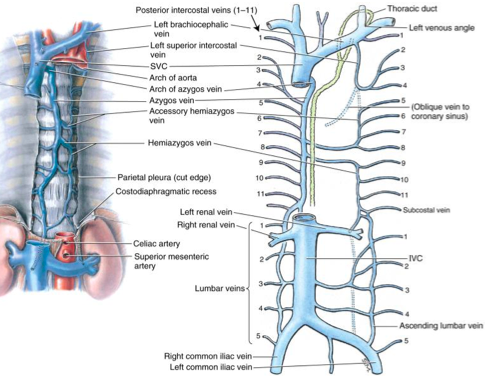 Posterior intercostal veins (1–11)
Thoracic duct
Left brachiocephalic
vein
Left venous angle
Left superior intercostal
vein
SVC
Arch of aorta
Arch of azygos vein
Azygos vein
Accessory hemiazygos
vein
(Oblique vein to
coronary sinus)
Hemiazygos vein
Parietal pleura (cut edge)
Costodiaphragmatic recess
Left renal vein
Right renal vein
Subcostal vein
Celiac artery
Superior mesenteric
artery
IVC
Lumbar veins
Ascending lumbar vein
Right common iliac vein
Left common iliac vein
1
2
3
4
5
6
7
8
9
10
11
1
2
3
4
5
1
2
3
4
5
6
7
8
9
10
11
1
2
3
4
5